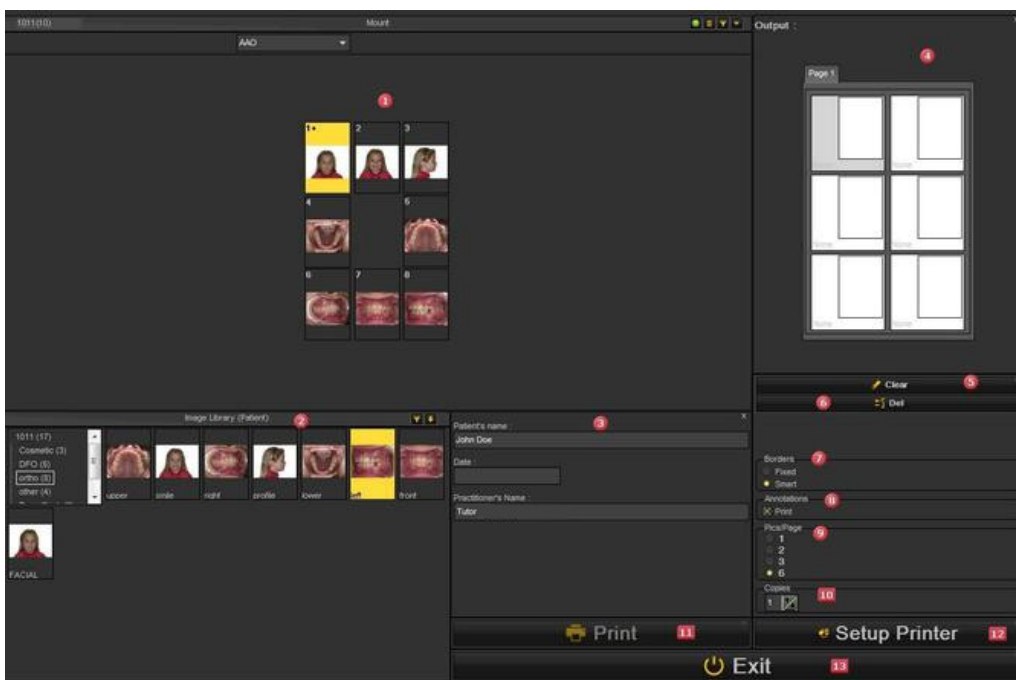 1011(10)
Mount
Output :
AAO
4
Page 1
1
1+
2
3
4
5
6
7
8
None
None
None
None
None
Clear
5
6
Del
Image Library (Patient)
2
3
x
1011 (17)
Cosmetic (3)
DFO (6)
ortho (8)
other (4)
upper
smile
right
profile
lower
left
front
FACIAL
Patient's name :
John Doe
Date :
Practitioner's Name :
Tutor
Borders
7
Fixed
Smart
Annotations
8
Print
Pics/Page
9
1
2
3
6
Copies
10
1
Print
11
Setup Printer
12
Exit
13